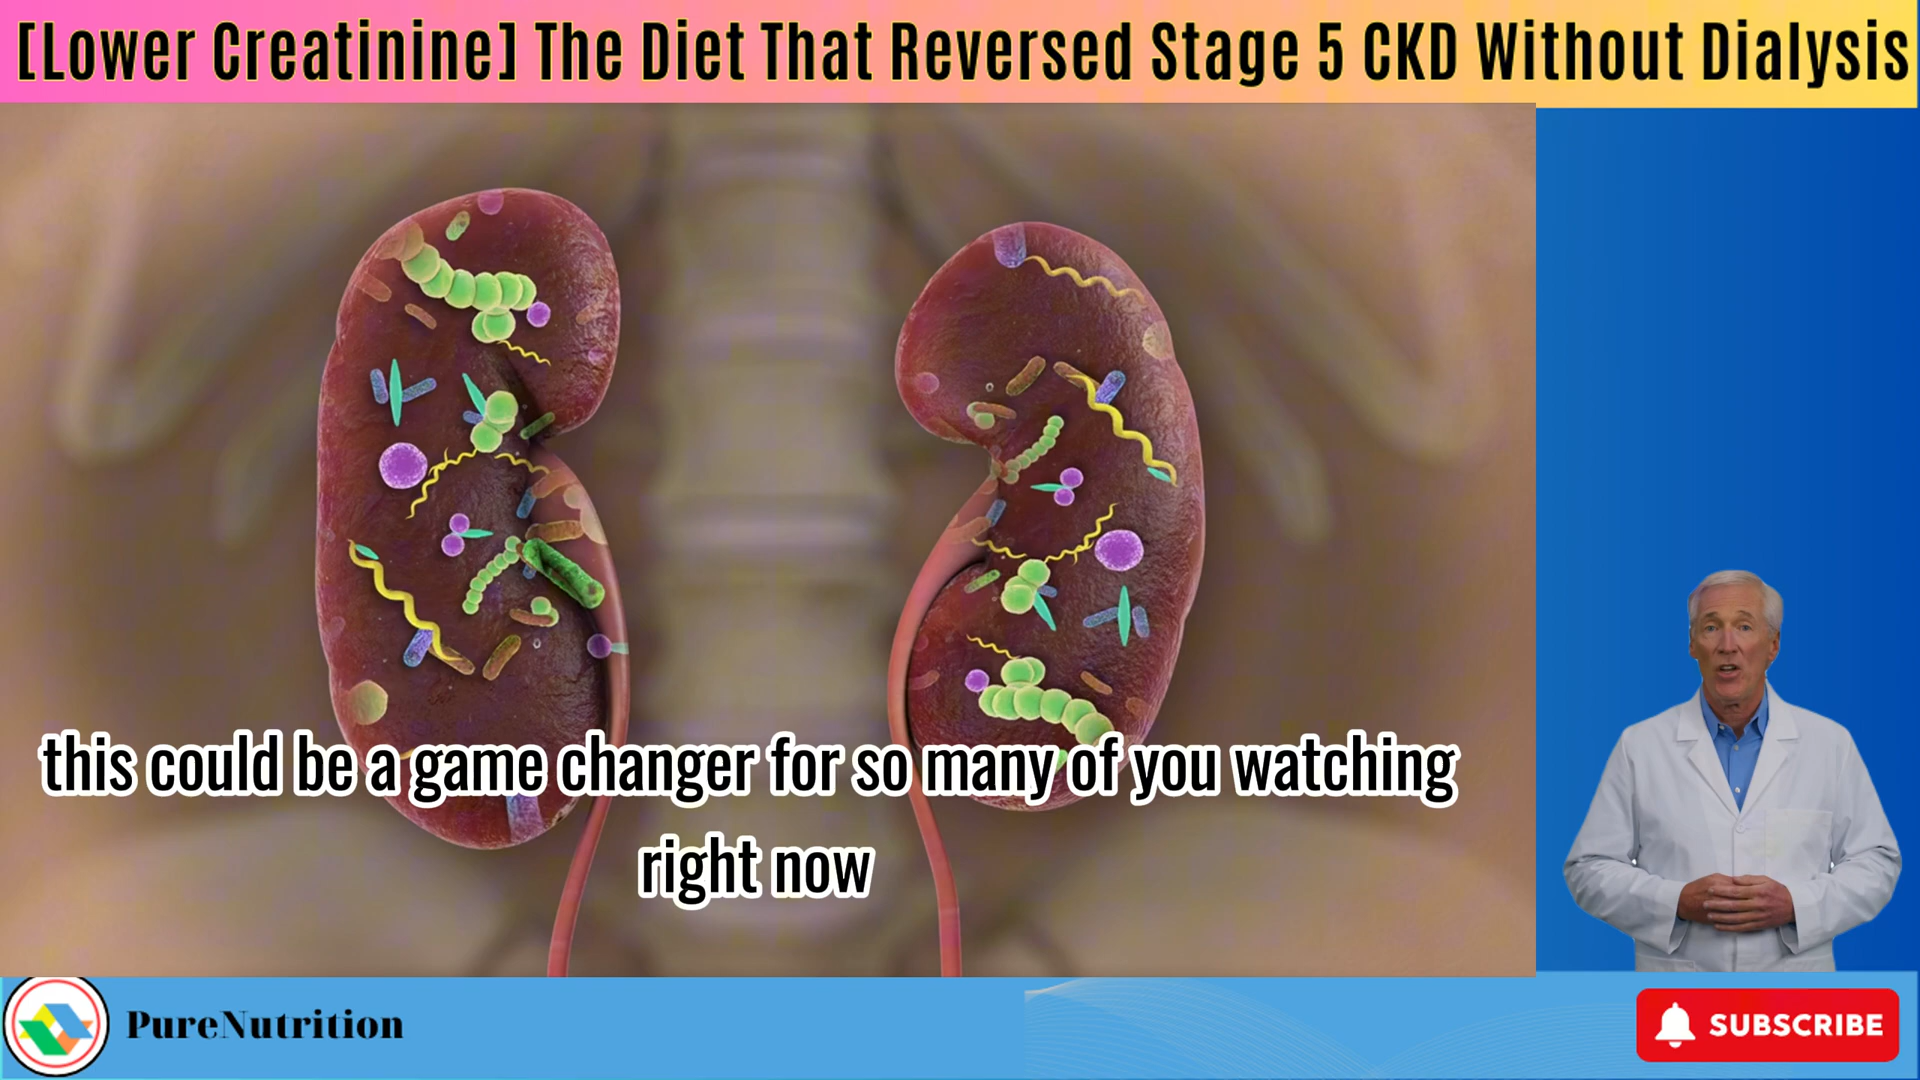 [Lower Creatinine] The Diet That Reversed Stage 5 CKD Without Dialysis
this could be a game changer for so many of you watching
right now
PureNutrition
SUBSCRIBE